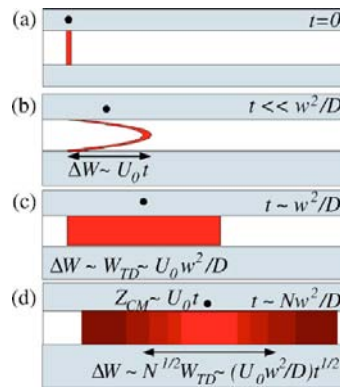 (a) t=0
(b) t << w²/D
ΔW~ U₀t
(c) t~ w²/D
ΔW ~ W_TD~ U₀w²/D
(d) Z_CM~ U₀t t~ Nw²/D
ΔW~ N^1/2 W_TD~ (U₀w²/D)t^1/2